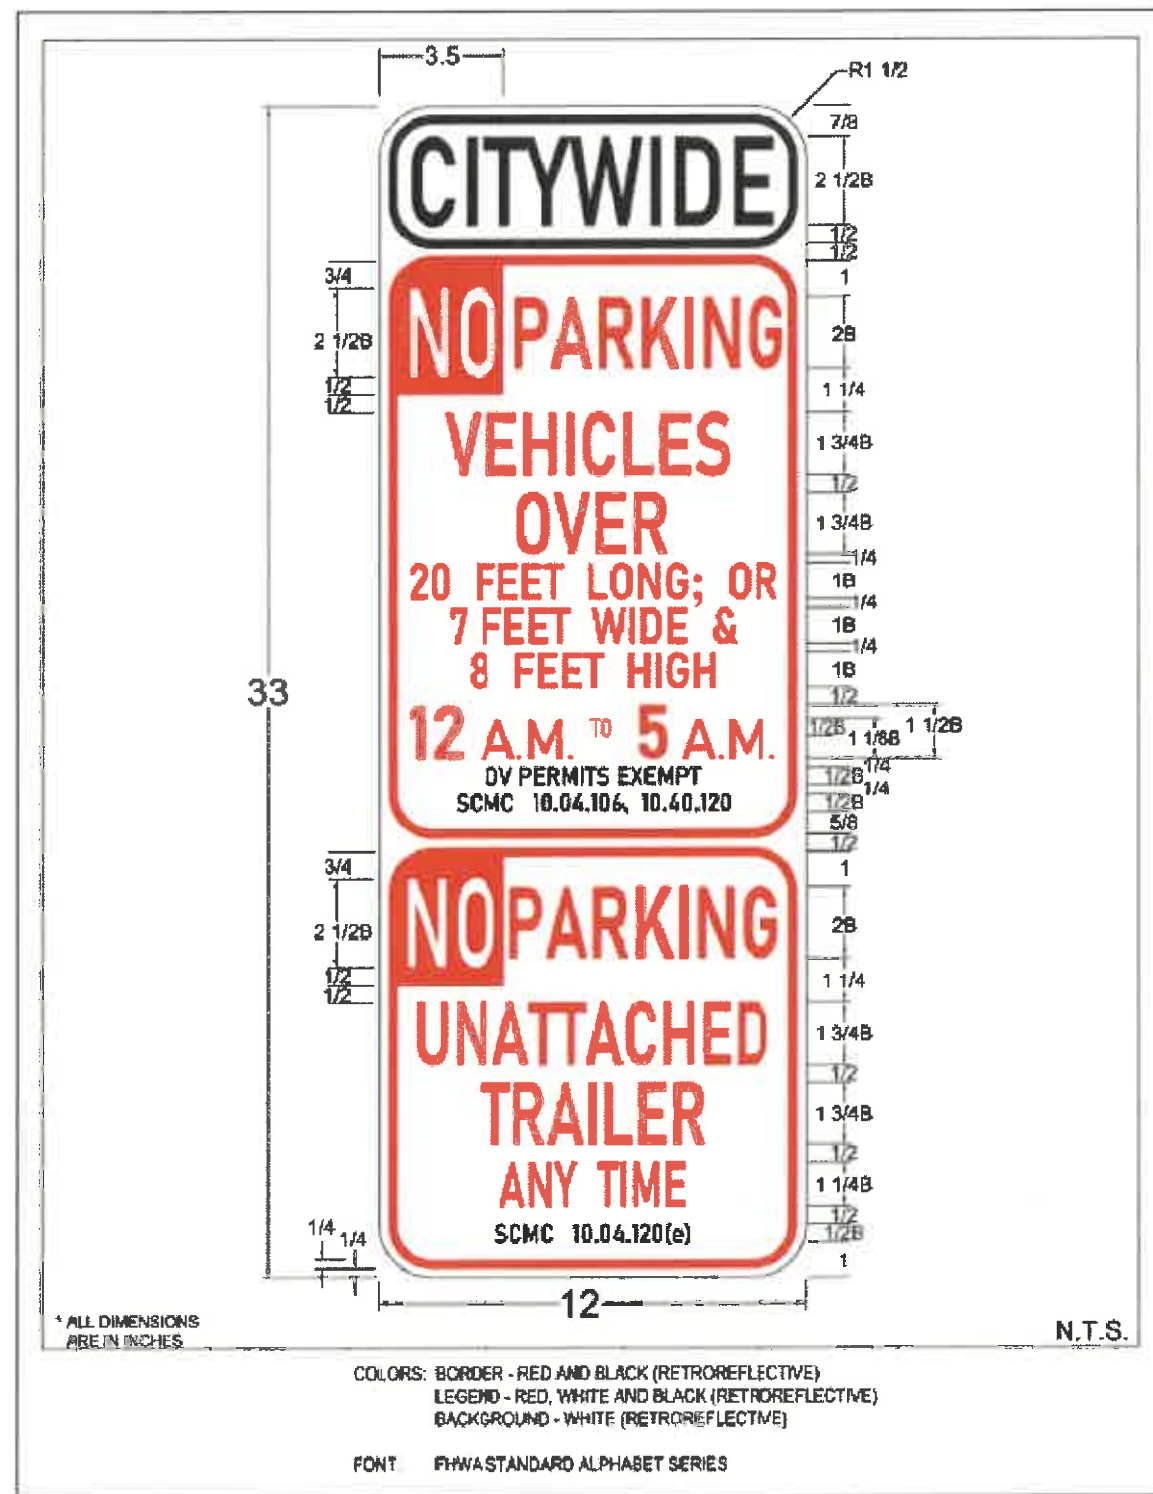 3.5
R1 1/2
CITYWIDE
7/8
2 1/2B
1/2
1/2
3/4
2 1/2B
1/2
1/2
NO PARKING
1
2B
1 1/4
VEHICLES
1 3/4B
1/2
OVER
1 3/4B
1/4
20 FEET LONG; OR
1B
1/4
7 FEET WIDE &
1B
1/4
8 FEET HIGH
1B
1/2
33
12 A.M. TO 5 A.M.
1/2B
1 1/8B
1 1/2B
1/4
DV PERMITS EXEMPT
1/2B
1/4
SCMC 10.04.106, 10.40.120
1/2B
5/8
1/2
3/4
2 1/2B
1/2
1/2
NO PARKING
1
2B
1 1/4
UNATTACHED
1 3/4B
1/2
TRAILER
1 3/4B
1/2
ANY TIME
1 1/4B
1/2
SCMC 10.04.120(e)
1/2B
1
1/4
1/4
12
* ALL DIMENSIONS
ARE IN INCHES
N.T.S.
COLORS: BORDER - RED AND BLACK (RETROREFLECTIVE)
LEGEND - RED, WHITE AND BLACK (RETROREFLECTIVE)
BACKGROUND - WHITE (RETROREFLECTIVE)
FONT FHWA STANDARD ALPHABET SERIES